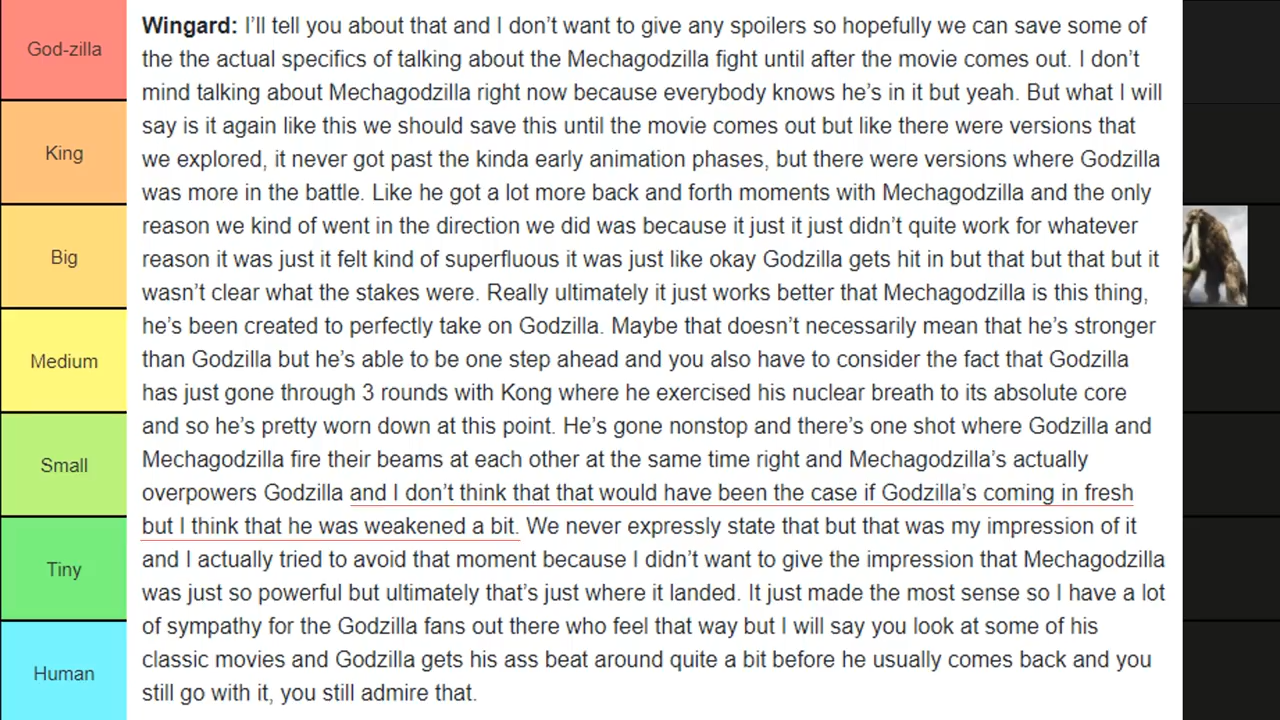 God-zilla
King
Big
Medium
Small
Tiny
Human
Wingard: I'll tell you about that and I don't want to give any spoilers so hopefully we can save some of
the the actual specifics of talking about the Mechagodzilla fight until after the movie comes out. I don't
mind talking about Mechagodzilla right now because everybody knows he's in it but yeah. But what I will
say is it again like this we should save this until the movie comes out but like there were versions that
we explored, it never got past the kinda early animation phases, but there were versions where Godzilla
was more in the battle. Like he got a lot more back and forth moments with Mechagodzilla and the only
reason we kind of went in the direction we did was because it just it just didn't quite work for whatever
reason it was just it felt kind of superfluous it was just like okay Godzilla gets hit in but that but that but it
wasn't clear what the stakes were. Really ultimately it just works better that Mechagodzilla is this thing,
he's been created to perfectly take on Godzilla. Maybe that doesn't necessarily mean that he's stronger
than Godzilla but he's able to be one step ahead and you also have to consider the fact that Godzilla
has just gone through 3 rounds with Kong where he exercised his nuclear breath to its absolute core
and so he's pretty worn down at this point. He's gone nonstop and there's one shot where Godzilla and
Mechagodzilla fire their beams at each other at the same time right and Mechagodzilla's actually
overpowers Godzilla and I don't think that that would have been the case if Godzilla's coming in fresh
but I think that he was weakened a bit. We never expressly state that but that was my impression of it
and I actually tried to avoid that moment because I didn't want to give the impression that Mechagodzilla
was just so powerful but ultimately that's just where it landed. It just made the most sense so I have a lot
of sympathy for the Godzilla fans out there who feel that way but I will say you look at some of his
classic movies and Godzilla gets his ass beat around quite a bit before he usually comes back and you
still go with it, you still admire that.